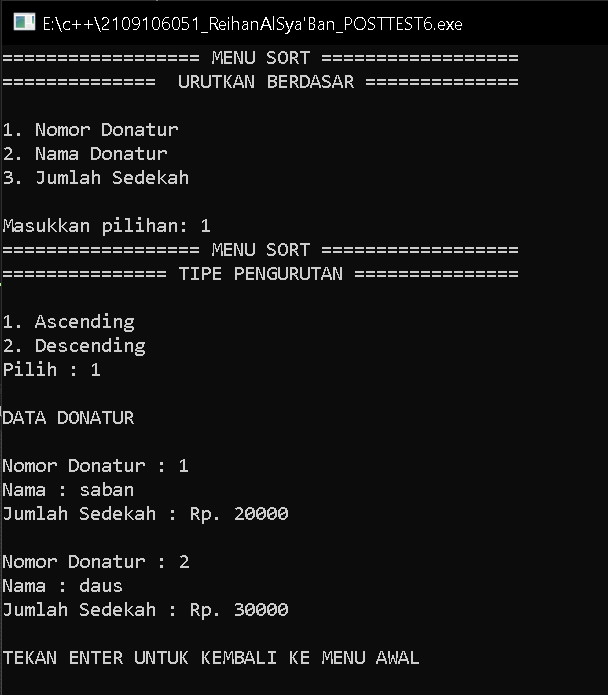 E:\c++\2109106051_ReihanAlSya'Ban_POSTTEST6.exe
================== MENU SORT ==================
==============  URUTKAN BERDASAR ==============
1. Nomor Donatur
2. Nama Donatur
3. Jumlah Sedekah
Masukkan pilihan: 1
================== MENU SORT ==================
=============== TIPE PENGURUTAN ===============
1. Ascending
2. Descending
Pilih : 1
DATA DONATUR
Nomor Donatur : 1
Nama : saban
Jumlah Sedekah : Rp. 20000
Nomor Donatur : 2
Nama : daus
Jumlah Sedekah : Rp. 30000
TEKAN ENTER UNTUK KEMBALI KE MENU AWAL